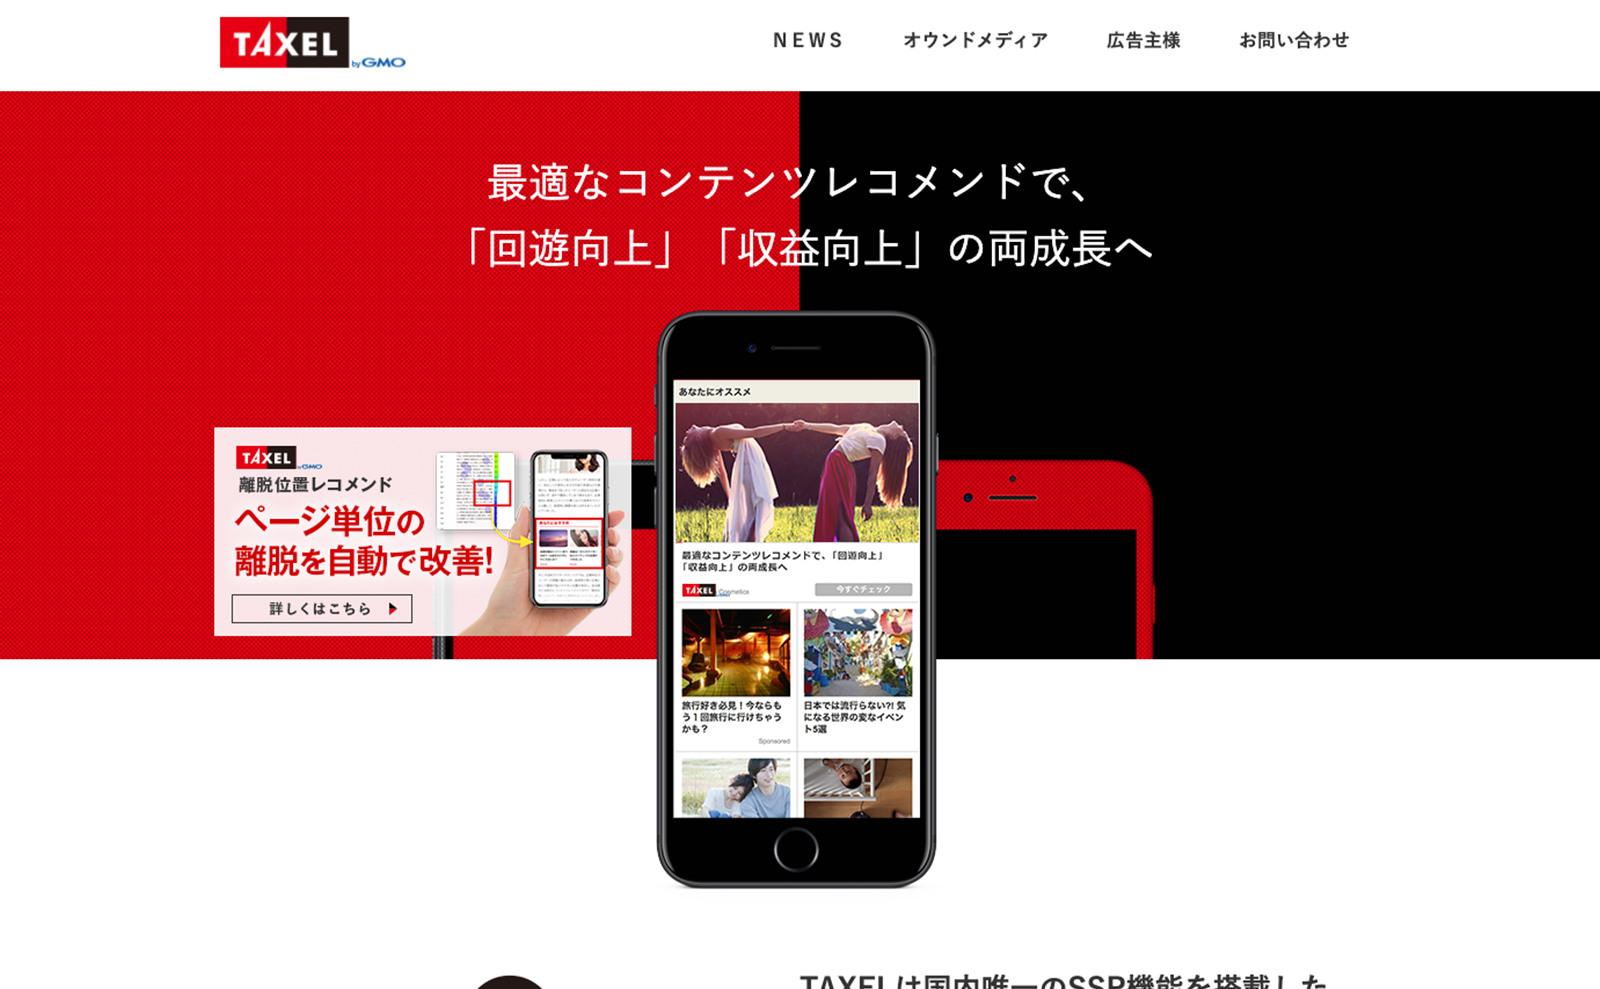 TAXEL by GMO
NEWS
オウンドメディア
広告主様
お問い合わせ
最適なコンテンツレコメンドで、
「回遊向上」「収益向上」の両成長へ
TAXEL by GMO
離脱位置レコメンド
ページ単位の
離脱を自動で改善!
詳しくはこちら
あなたにオススメ
最適なコンテンツレコメンドで、「回遊向上」
「収益向上」の両成長へ
TAXEL Cosmetics
今すぐチェック
旅行好き必見！今ならも
う１回旅行に行けちゃう
かも？
Sponsored
日本では流行らない?! 気
になる世界の変なイベン
ト5選
TAXELは国内唯一のSSP機能を搭載した